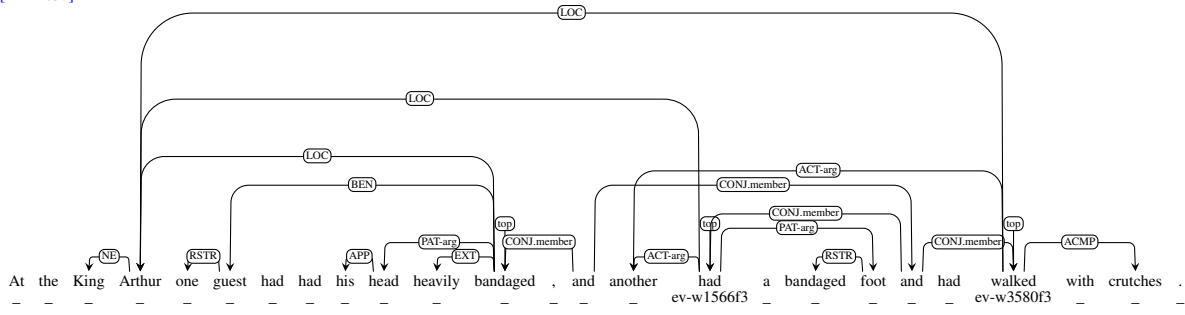 LOC
LOC
LOC
ACT-arg
BEN
CONJ.member
CONJ.member
top
top
top
PAT-arg
PAT-arg
CONJ.member
CONJ.member
ACMP
NE
RSTR
APP
EXT
ACT-arg
RSTR
At the King Arthur one guest had had his head heavily bandaged , and another had a bandaged foot and had walked with crutches .
_ _ _ _ _ _ _ _ _ _ _ _ _ _ _ ev-w1566f3 _ _ _ _ _ ev-w3580f3 _ _ _